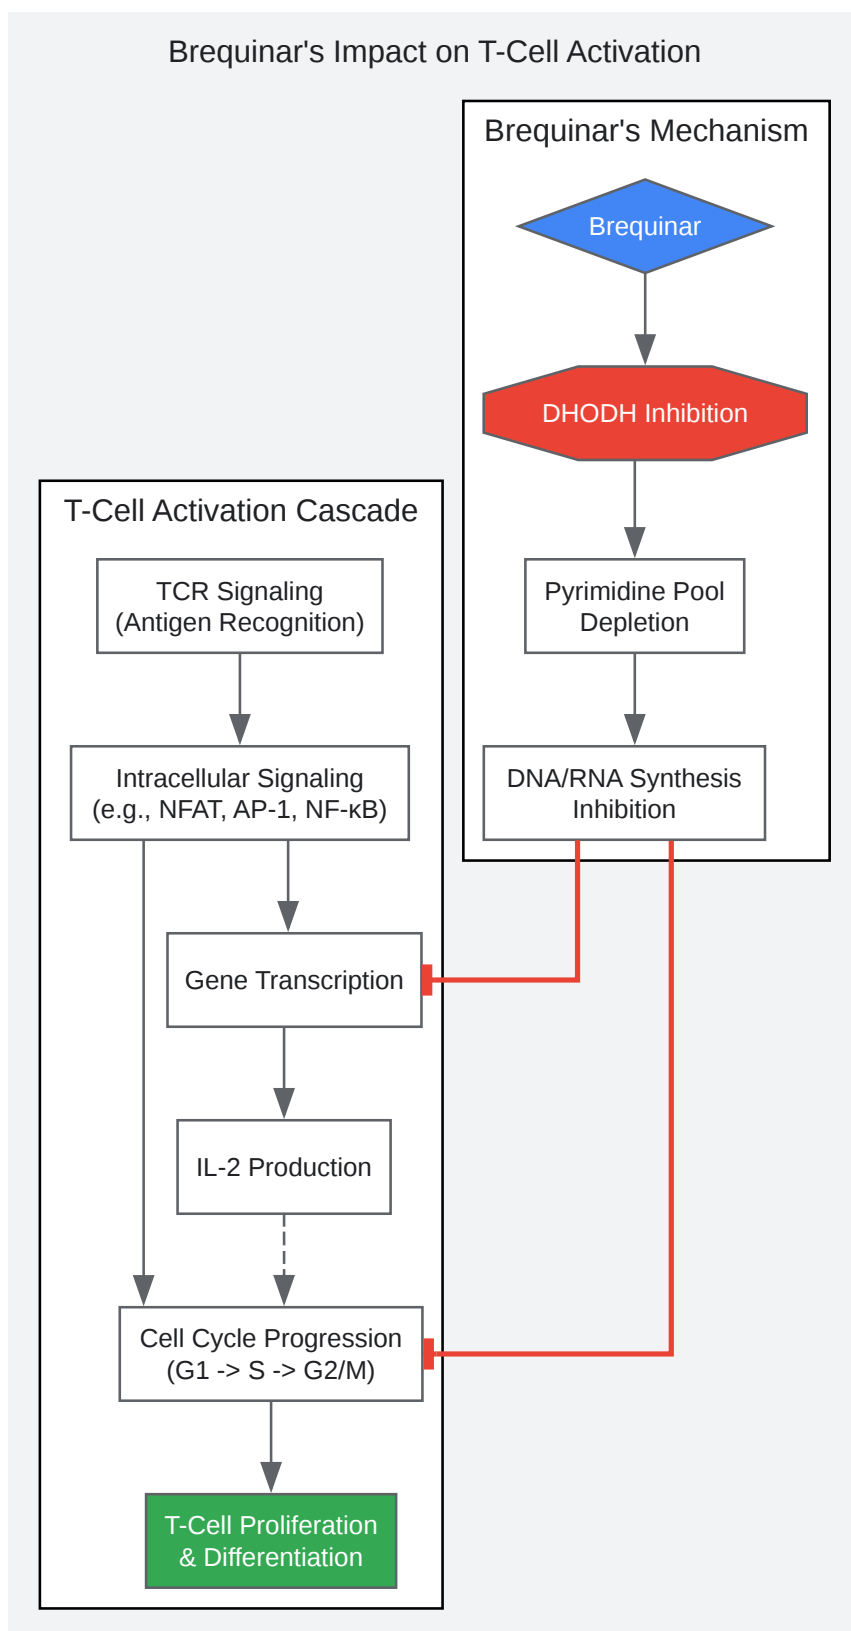 Brequinar's Impact on T-Cell Activation
Brequinar's Mechanism
Brequinar
DHODH Inhibition
Pyrimidine Pool
Depletion
DNA/RNA Synthesis
Inhibition
T-Cell Activation Cascade
TCR Signaling
(Antigen Recognition)
Intracellular Signaling
(e.g., NFAT, AP-1, NF-κB)
Gene Transcription
IL-2 Production
Cell Cycle Progression
(G1 -> S -> G2/M)
T-Cell Proliferation
& Differentiation